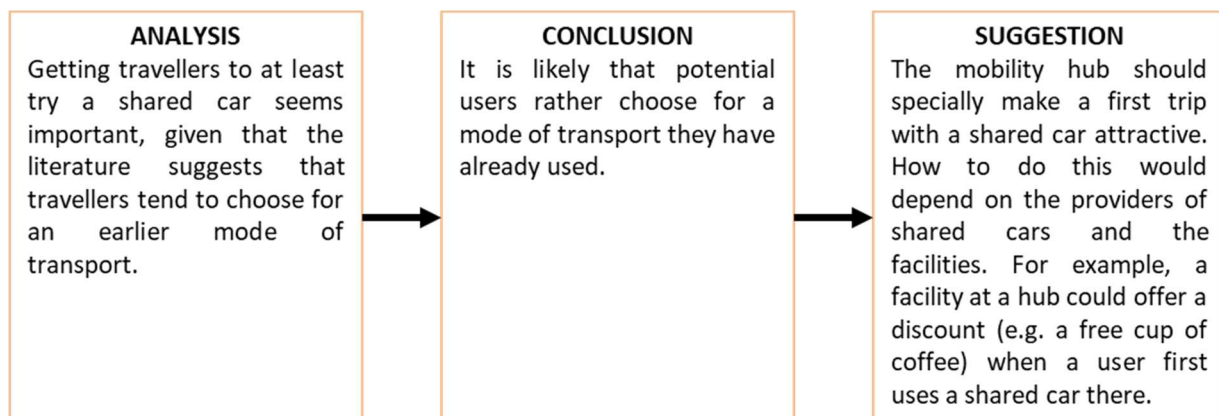 ANALYSIS
Getting travellers to at least
try a shared car seems
important, given that the
literature suggests that
travellers tend to choose for
an earlier mode of
transport.
CONCLUSION
It is likely that potential
users rather choose for a
mode of transport they have
already used.
SUGGESTION
The mobility hub should
specially make a first trip
with a shared car attractive.
How to do this would
depend on the providers of
shared cars and the
facilities. For example, a
facility at a hub could offer a
discount (e.g. a free cup of
coffee) when a user first
uses a shared car there.